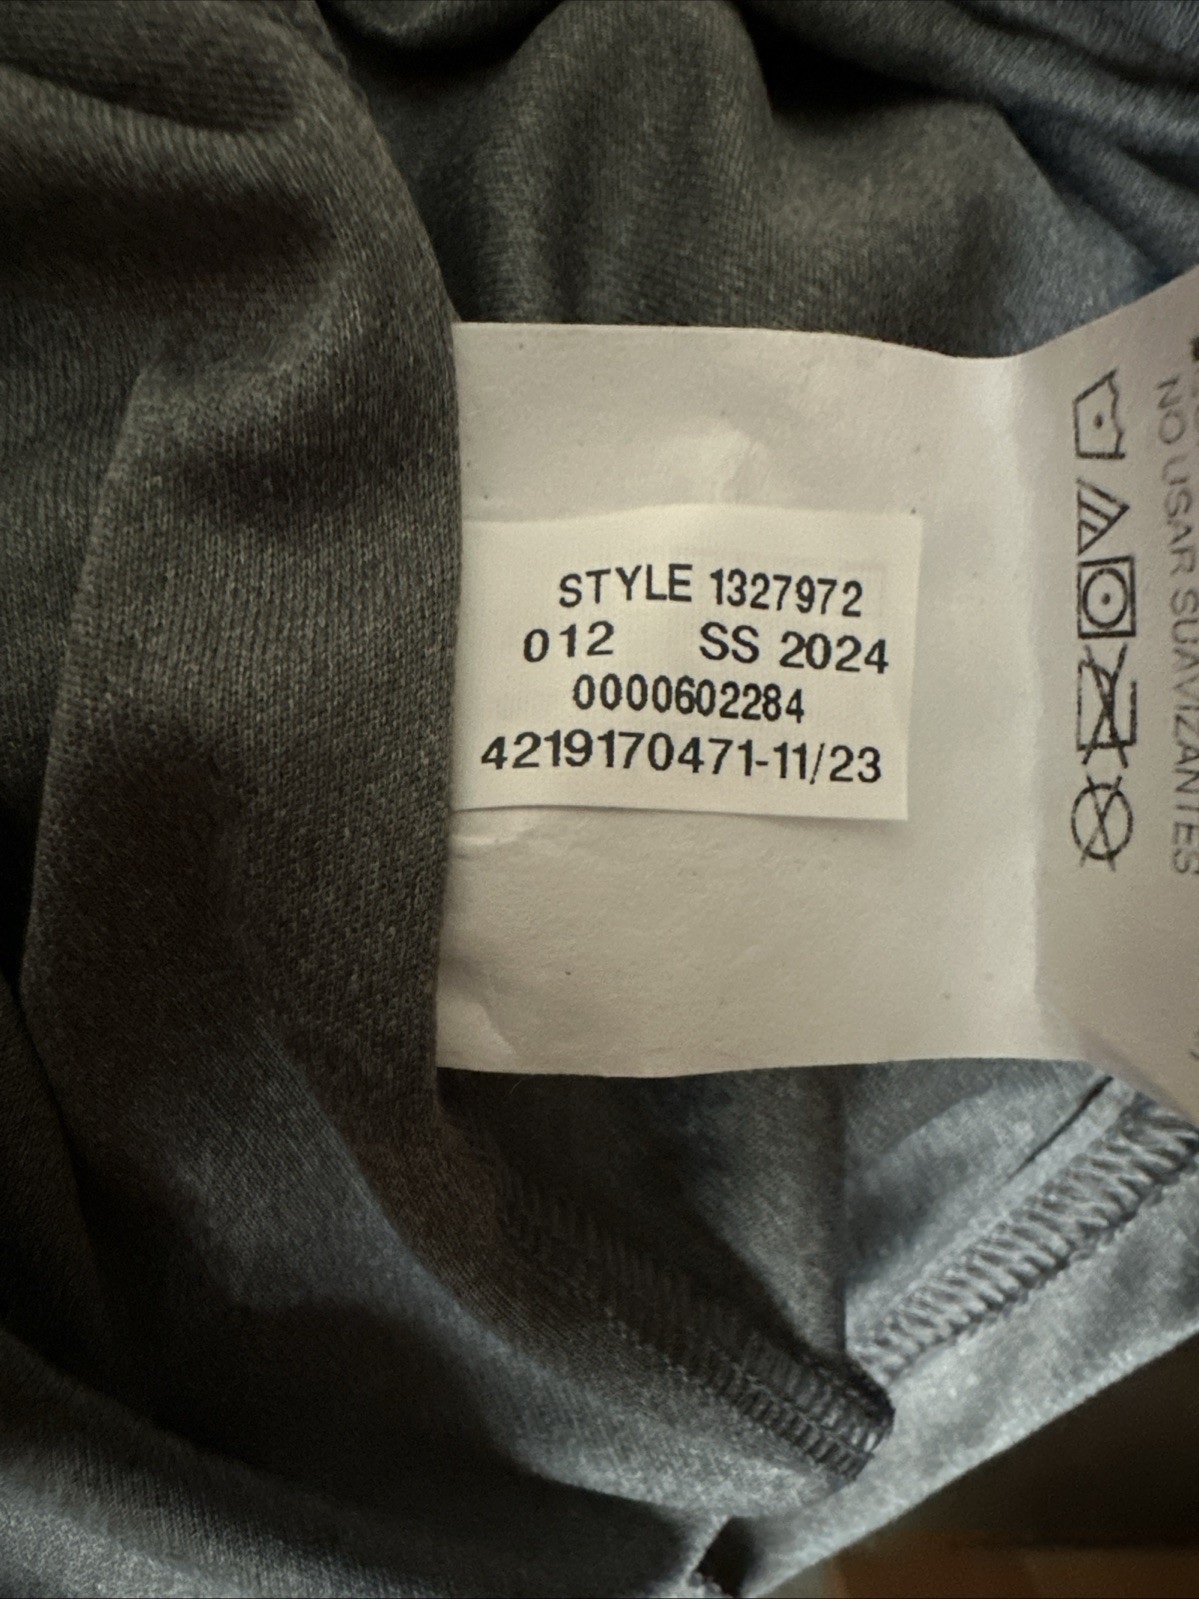 STYLE 1327972
012 SS 2024
0000602284
4219170471-11/23
NO USAR SUAVIZANTES